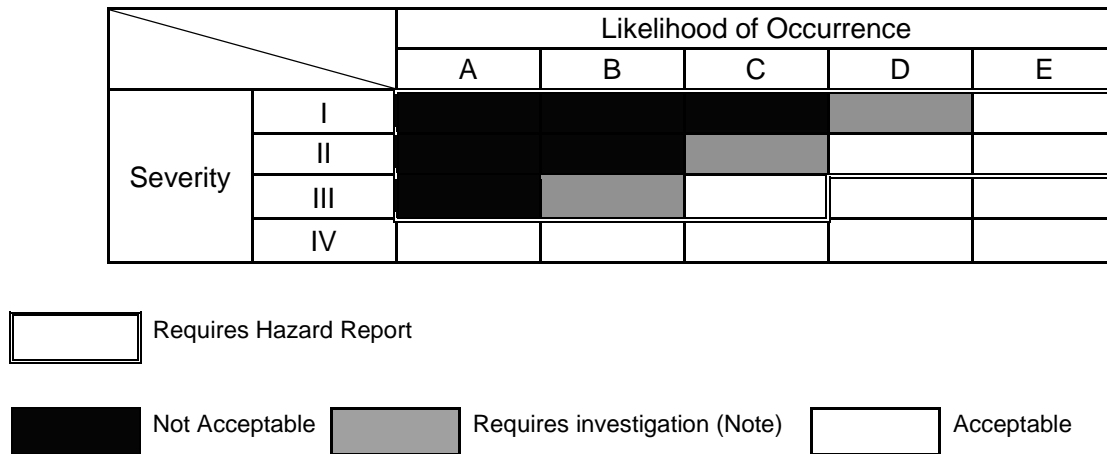 Likelihood of Occurrence
A B C D E
Severity
I
II
III
IV
Requires Hazard Report
Not Acceptable Requires investigation (Note) Acceptable